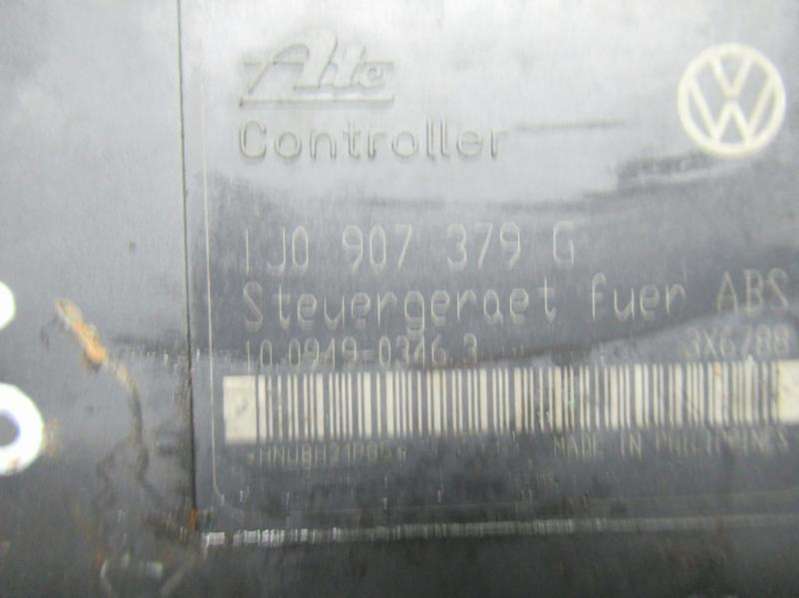 Ate
Controller
1J0 907 379 G
Steuergeraet fuer ABS
10.0949-0346.3 3X6788
MADE IN PHILIPPINES